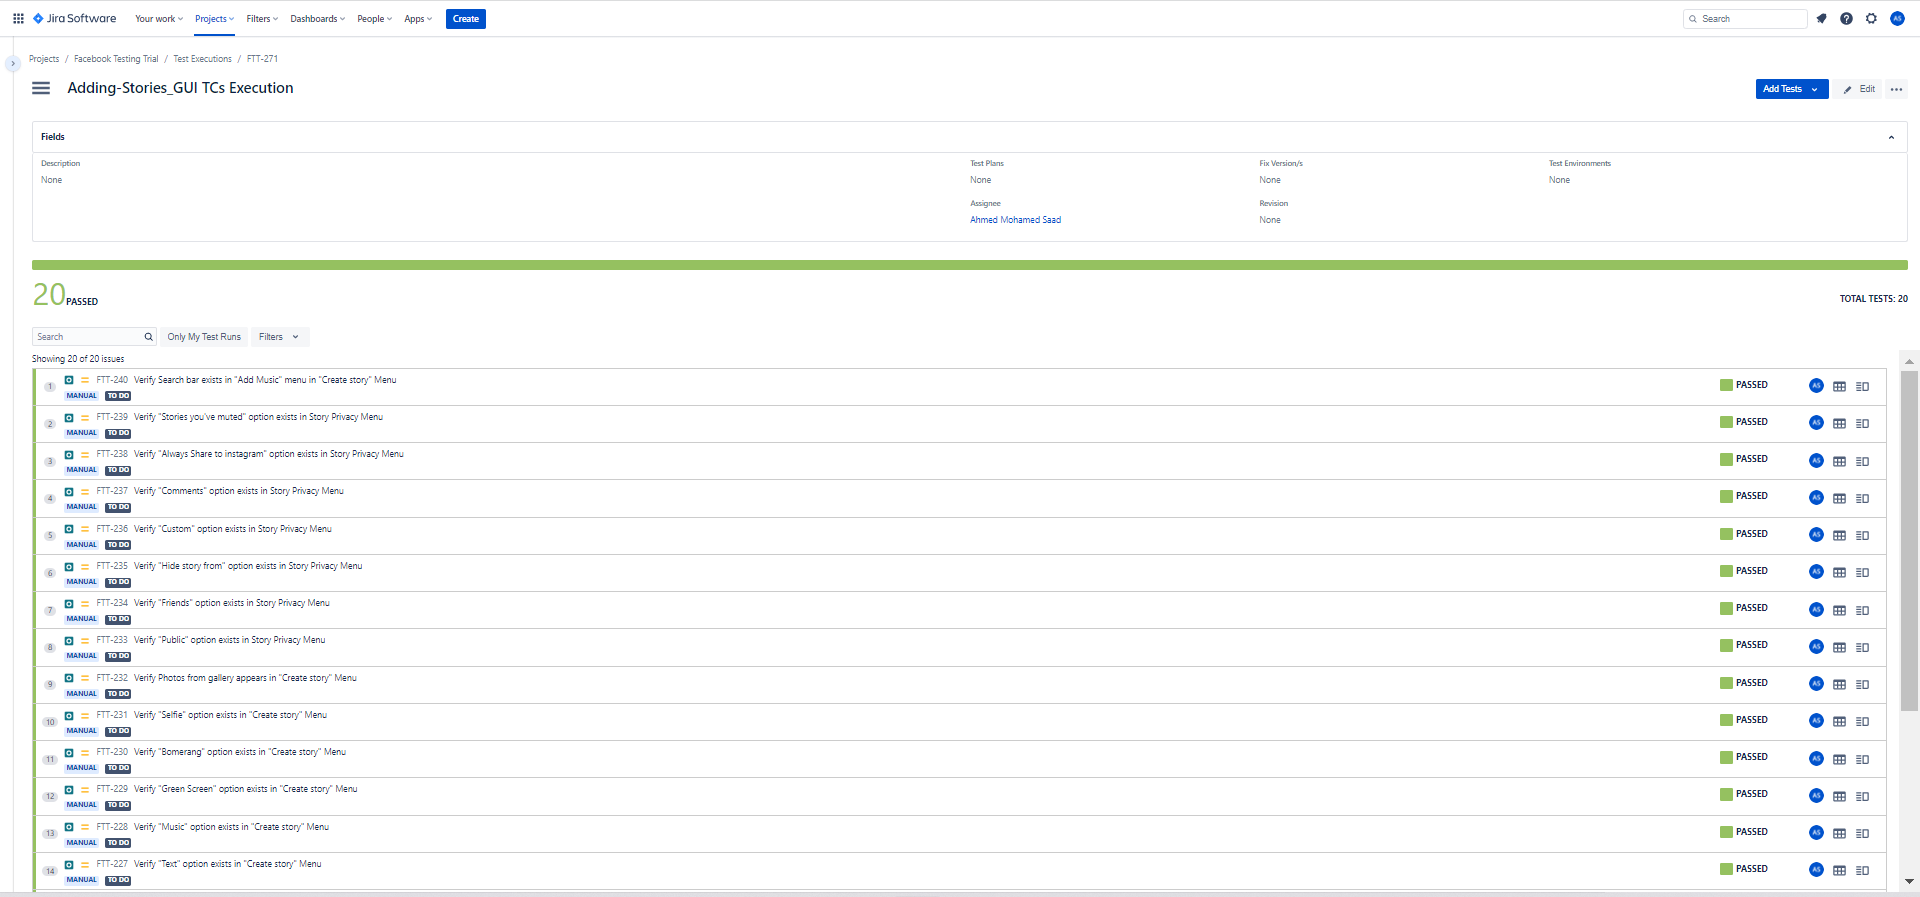 Jira Software Your work Projects Filters Dashboards People Apps Create Search AS
Projects / Facebook Testing Trial / Test Executions / FTT-271
Adding-Stories_GUI TCs Execution
Add Tests Edit
Fields
Description Test Plans Fix Version/s Test Environments
None None None None
Assignee Revision
Ahmed Mohamed Saad None
20 PASSED TOTAL TESTS: 20
Search Only My Test Runs Filters
Showing 20 of 20 issues
1 FTT-240 Verify Search bar exists in "Add Music" menu in "Create story" Menu PASSED AS
MANUAL TO DO
2 FTT-239 Verify "Stories you've muted" option exists in Story Privacy Menu PASSED AS
MANUAL TO DO
3 FTT-238 Verify "Always Share to instagram" option exists in Story Privacy Menu PASSED AS
MANUAL TO DO
4 FTT-237 Verify "Comments" option exists in Story Privacy Menu PASSED AS
MANUAL TO DO
5 FTT-236 Verify "Custom" option exists in Story Privacy Menu PASSED AS
MANUAL TO DO
6 FTT-235 Verify "Hide story from" option exists in Story Privacy Menu PASSED AS
MANUAL TO DO
7 FTT-234 Verify "Friends" option exists in Story Privacy Menu PASSED AS
MANUAL TO DO
8 FTT-233 Verify "Public" option exists in Story Privacy Menu PASSED AS
MANUAL TO DO
9 FTT-232 Verify Photos from gallery appears in "Create story" Menu PASSED AS
MANUAL TO DO
10 FTT-231 Verify "Selfie" option exists in "Create story" Menu PASSED AS
MANUAL TO DO
11 FTT-230 Verify "Bomerang" option exists in "Create story" Menu PASSED AS
MANUAL TO DO
12 FTT-229 Verify "Green Screen" option exists in "Create story" Menu PASSED AS
MANUAL TO DO
13 FTT-228 Verify "Music" option exists in "Create story" Menu PASSED AS
MANUAL TO DO
14 FTT-227 Verify "Text" option exists in "Create story" Menu PASSED AS
MANUAL TO DO